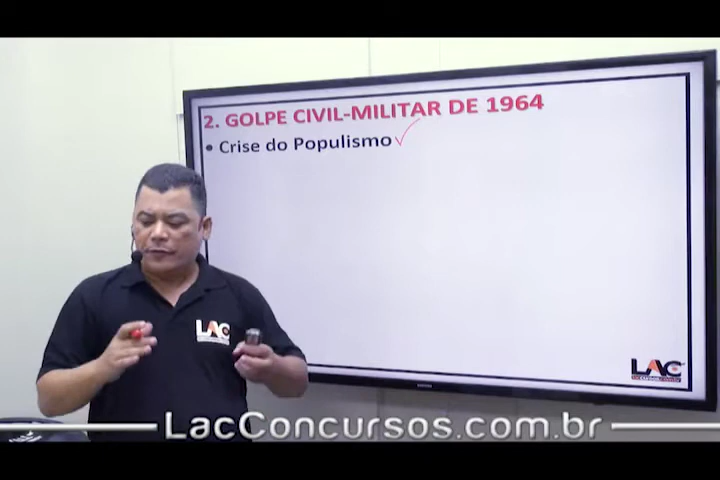 2. GOLPE CIVIL-MILITAR DE 1964
• Crise do Populismo
LAC
LAC
LacConcursos.com.br